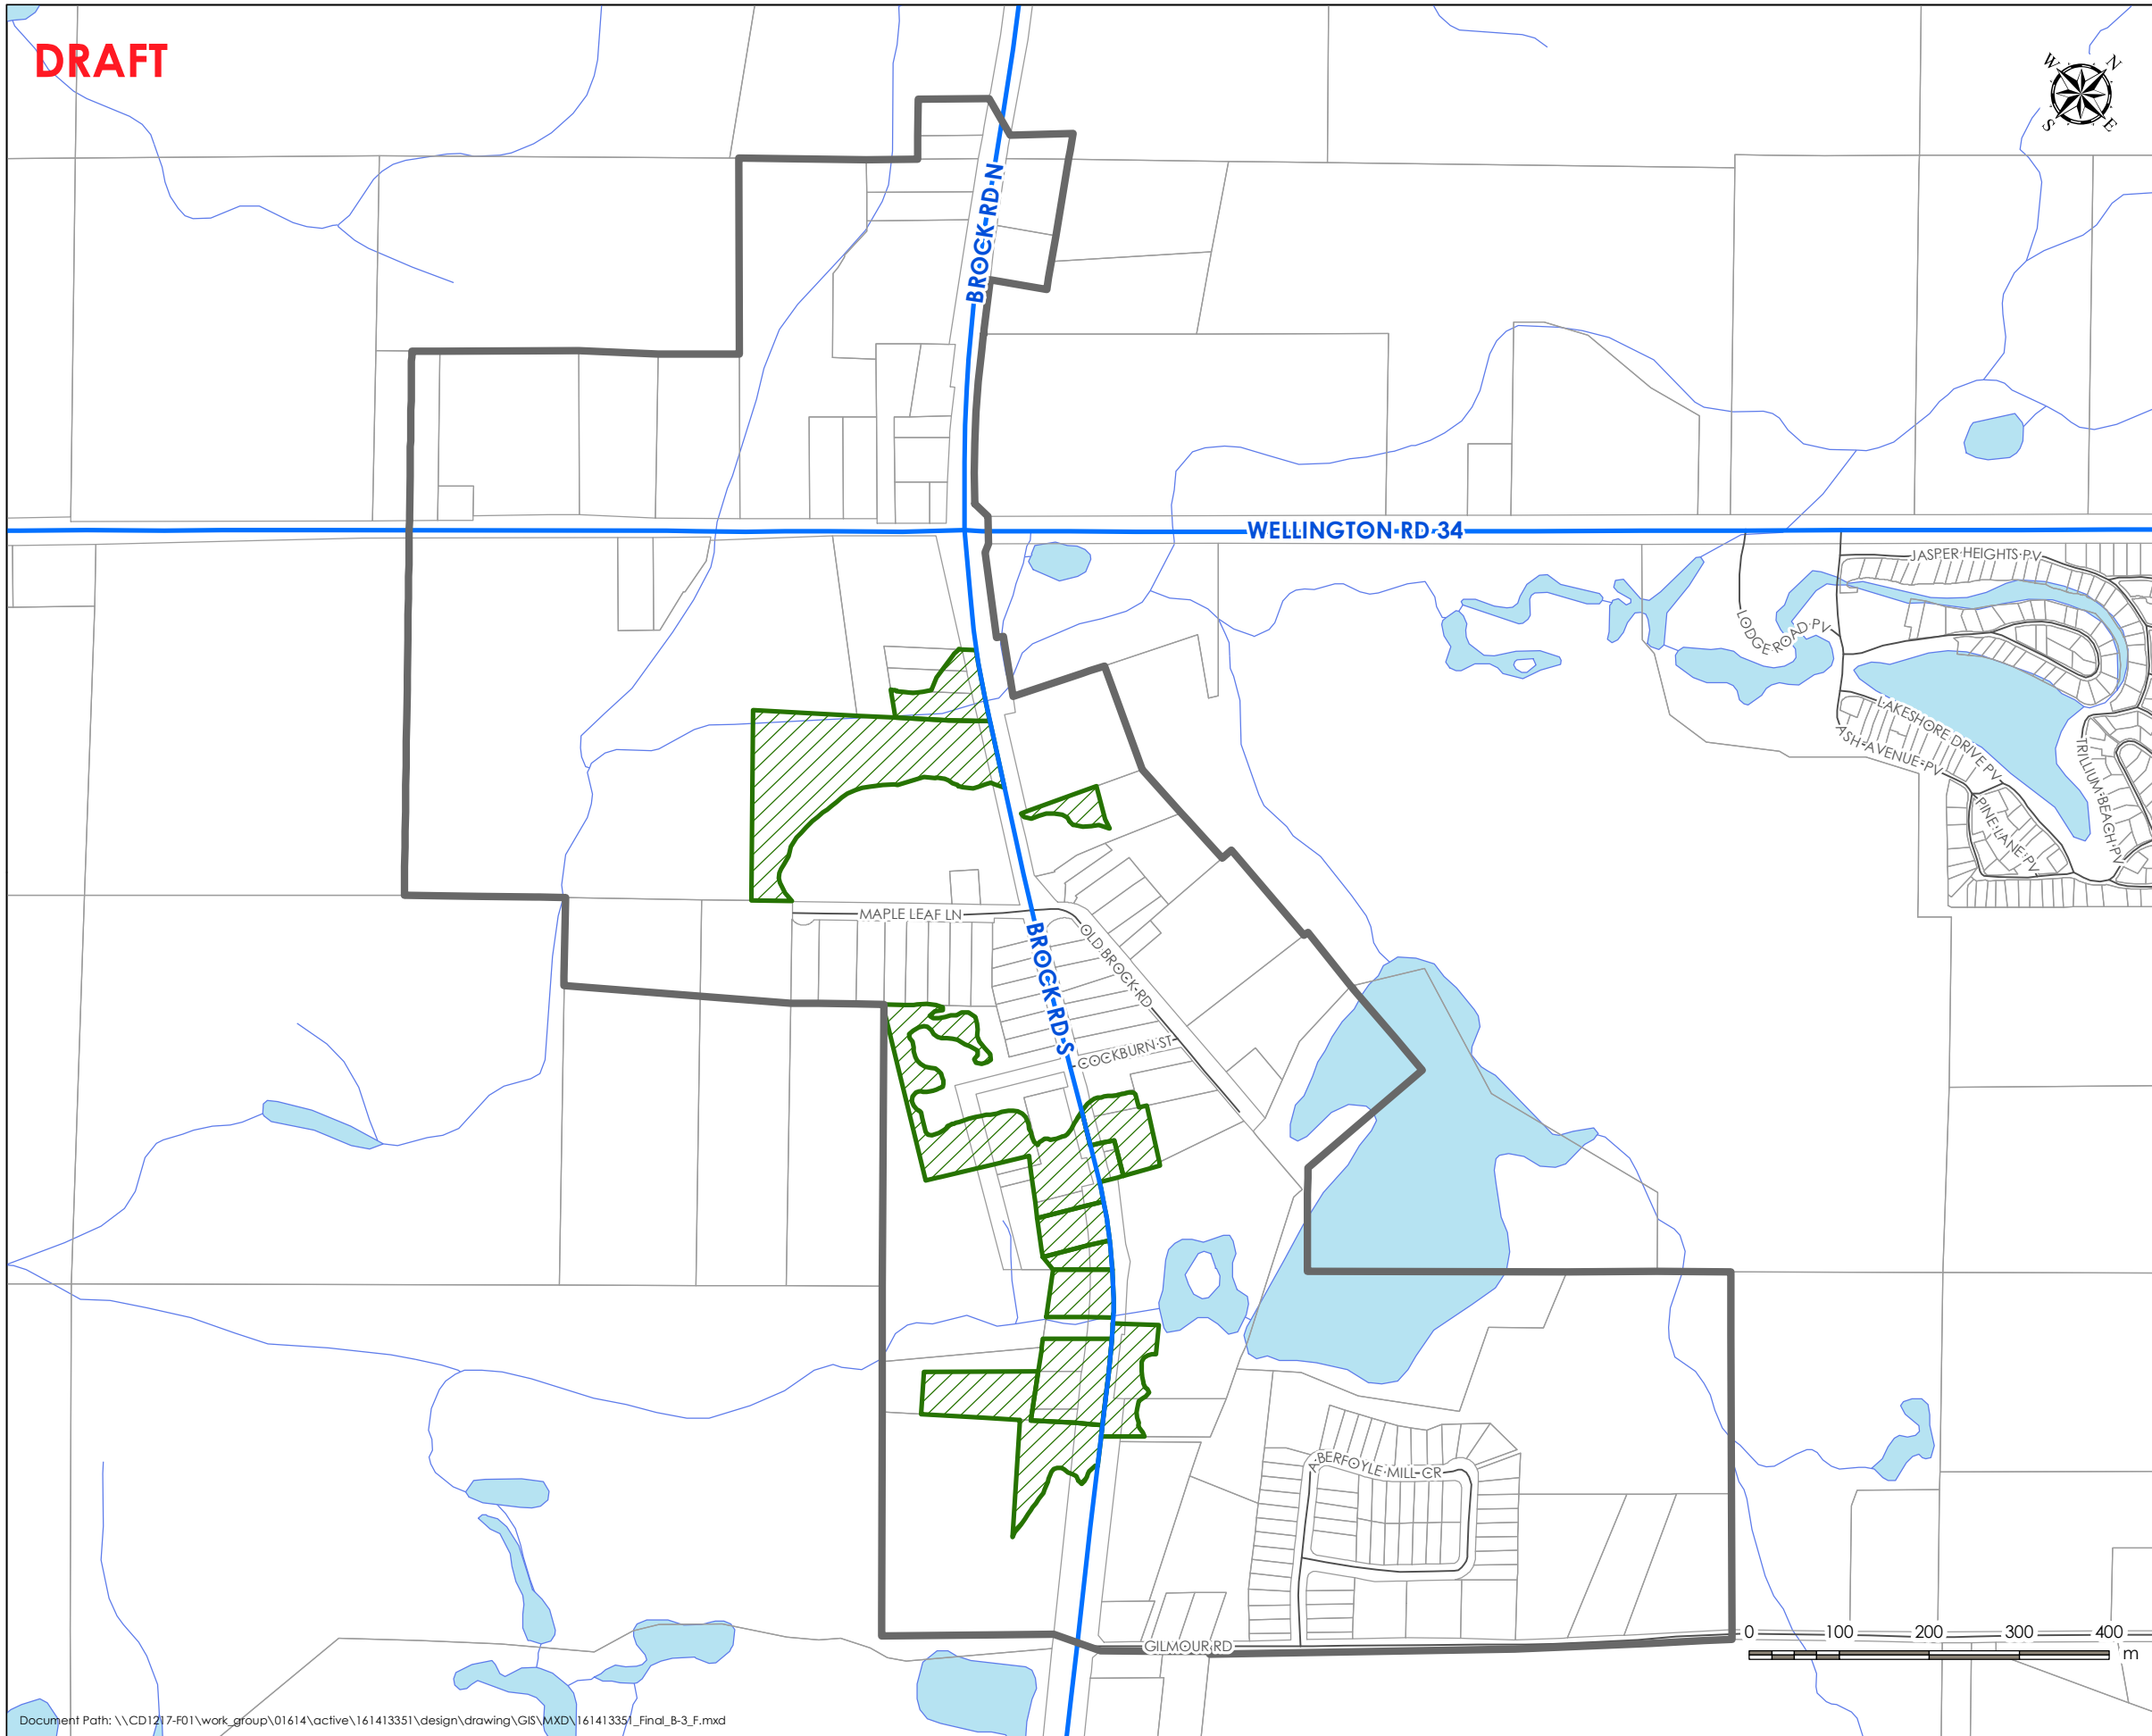 DRAFT
W N
S E
BROCK RD N
WELLINGTON RD 34
JASPER HEIGHTS PV
LODGE ROAD PV
LAKESHORE DRIVE PV
ASH AVENUE PV
TRILLIUM BEACH PV
PINE LANE PV
MAPLE LEAF LN
OLD BROCK RD
BROCK RD S
COCKBURN ST
ABERFOYLE MILL CR
GILMOUR RD
0 100 200 300 400
m
Document Path: \\CD1217-F01\work_group\01614\active\161413351\design\drawing\GIS\MXD\161413351_Final_B-3_F.mxd